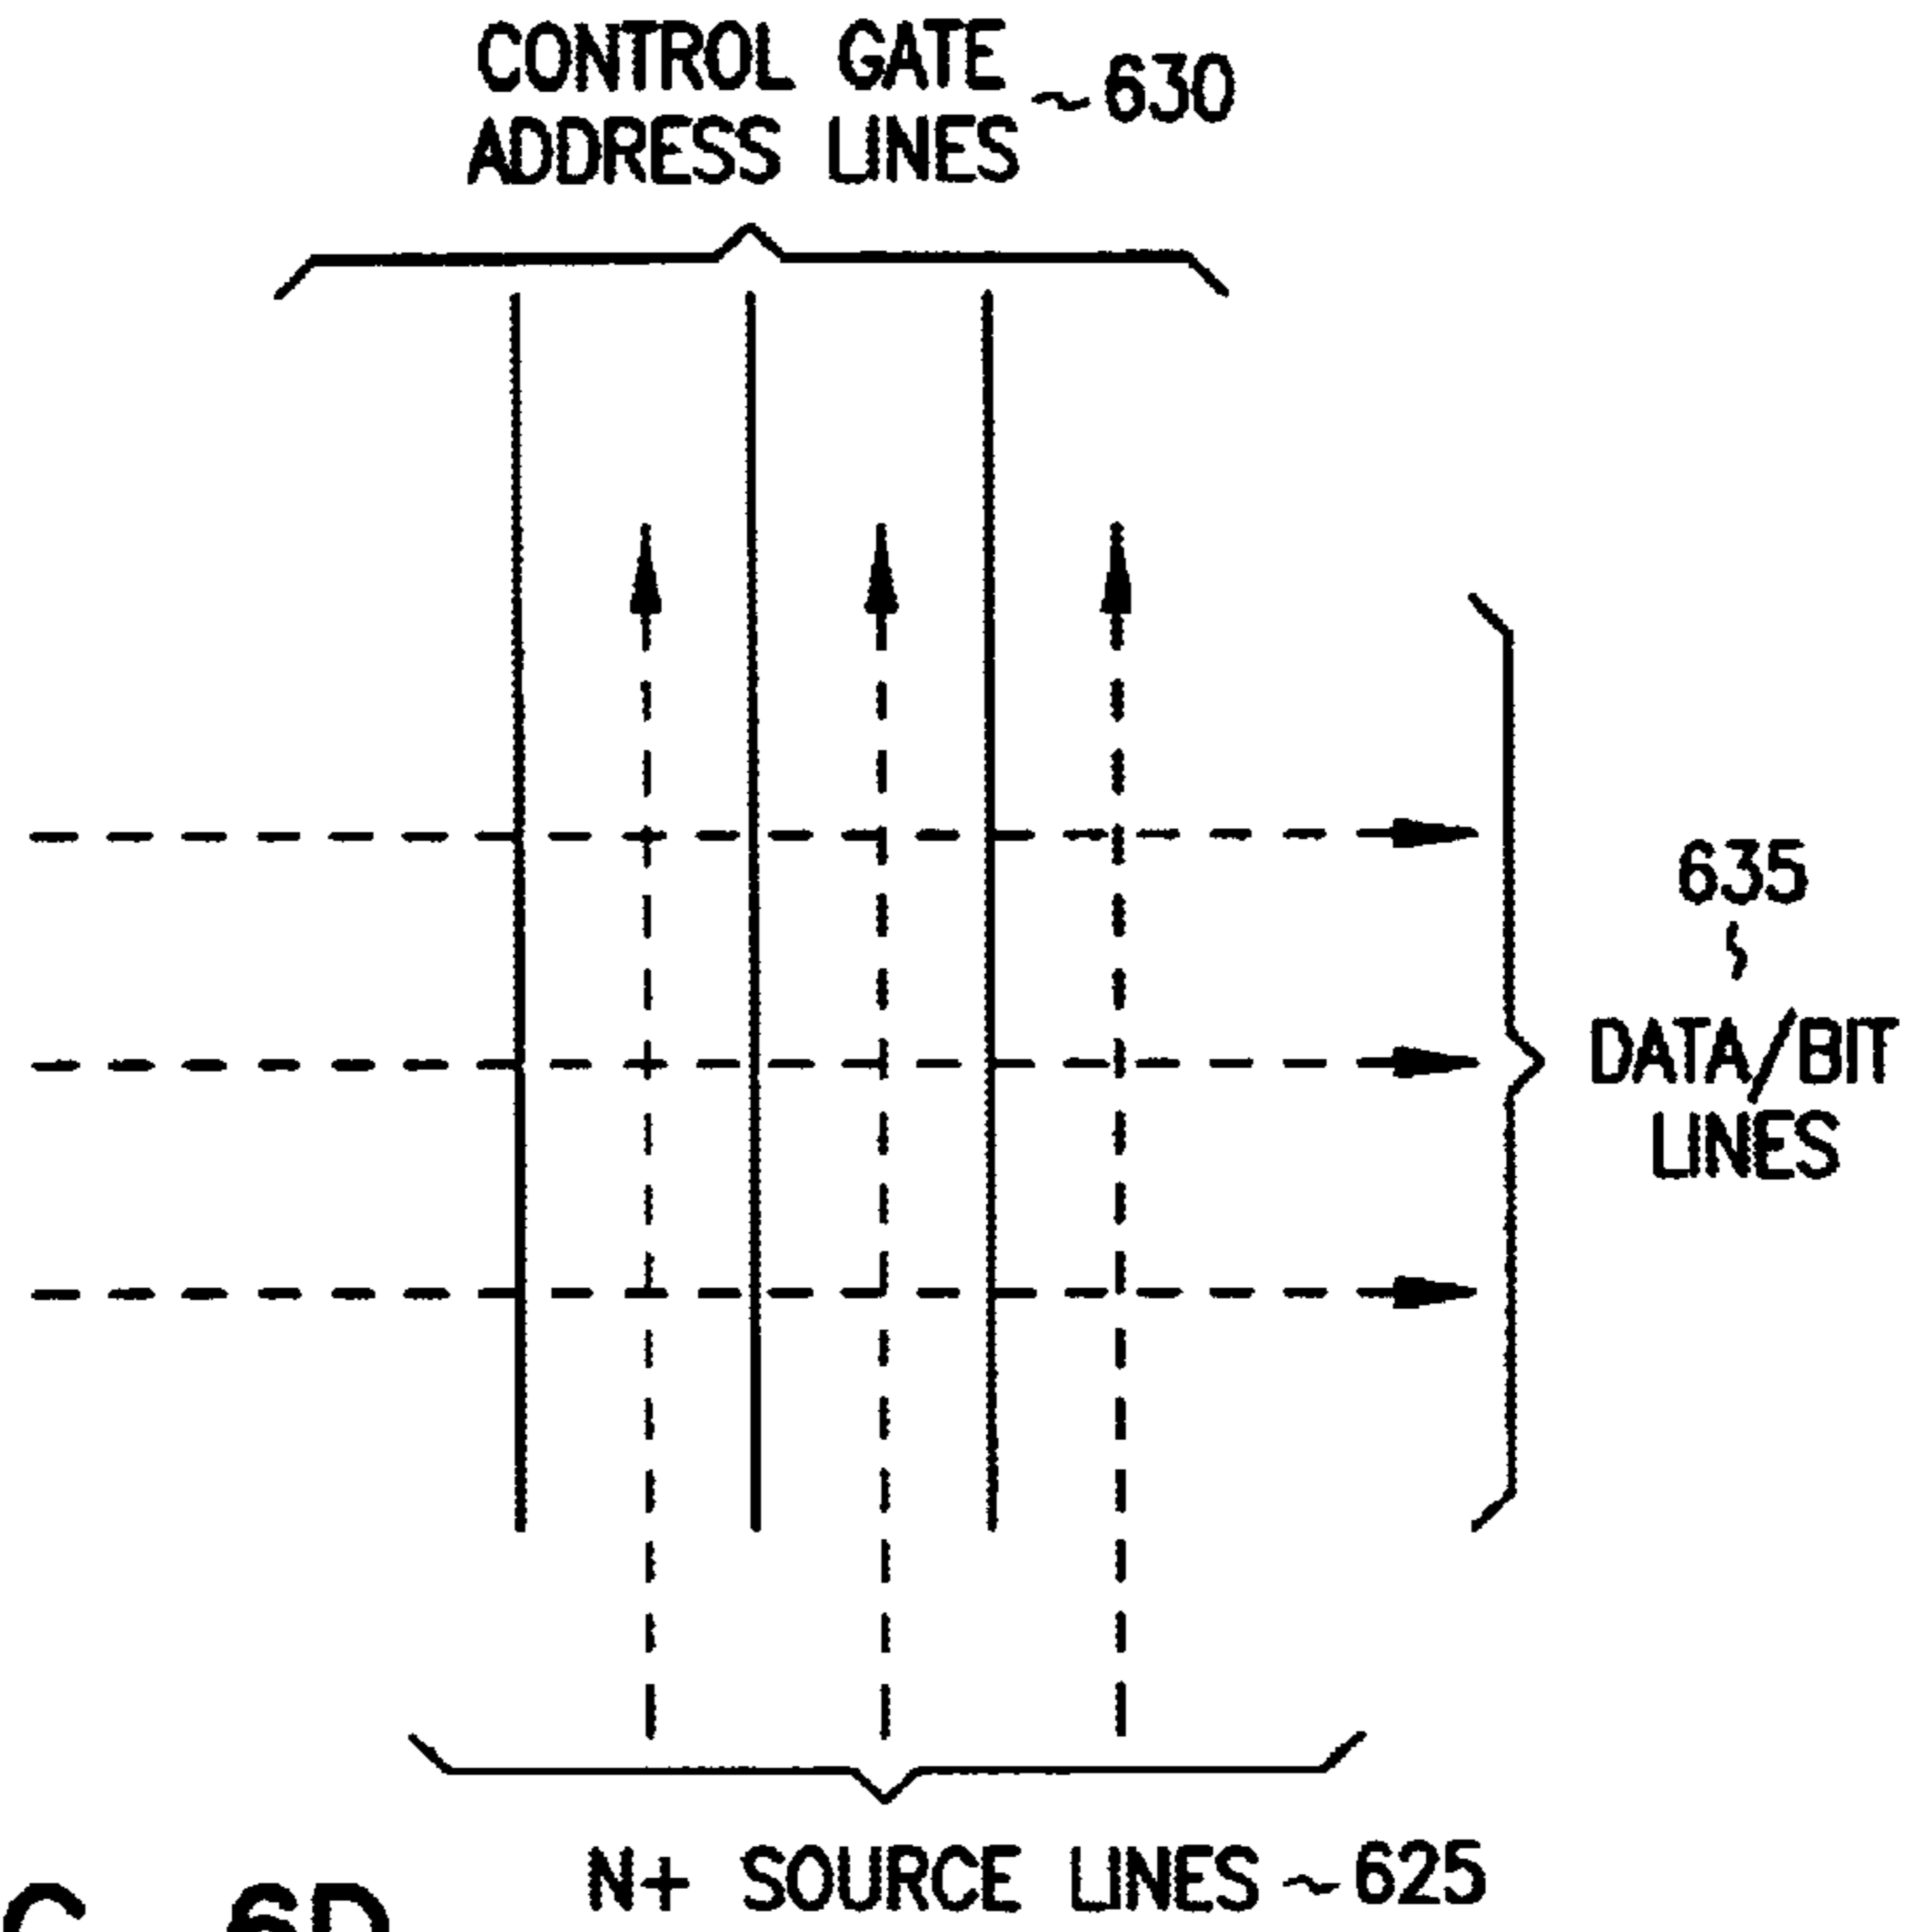 CONTROL GATE
ADDRESS LINES ~630
635
DATA/BIT
LINES
N+ SOURCE LINES ~625